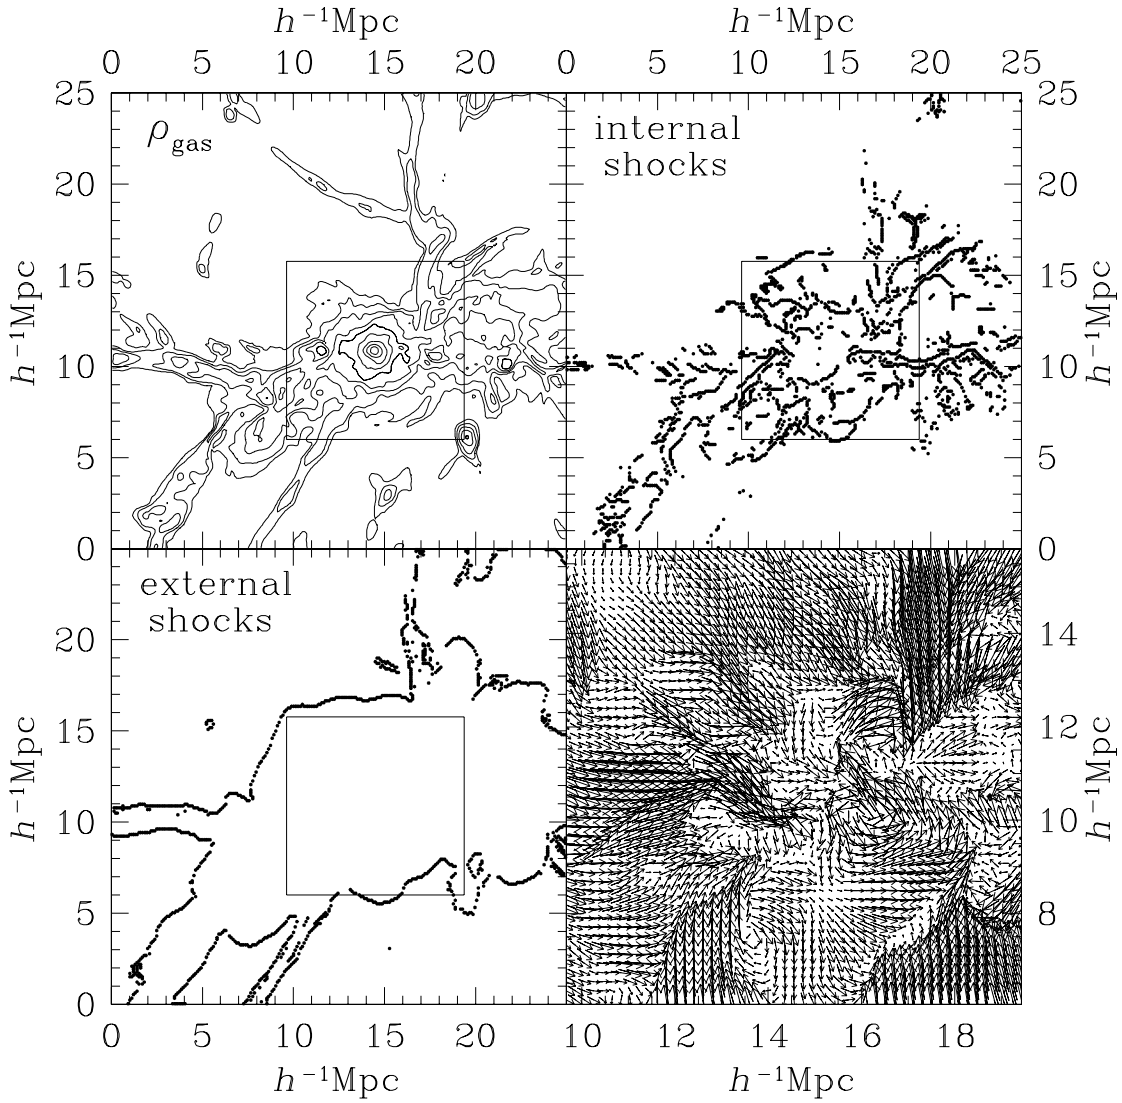 h⁻¹Mpc h⁻¹Mpc
0 5 10 15 20 0 5 10 15 20 25
25 ρgas internal 25
shocks
20 20
15 15
h⁻¹Mpc h⁻¹Mpc
10 10
5 5
0 0
external
shocks
20 14
15 12
h⁻¹Mpc h⁻¹Mpc
10 10
5 8
0
0 5 10 15 20 10 12 14 16 18
h⁻¹Mpc h⁻¹Mpc